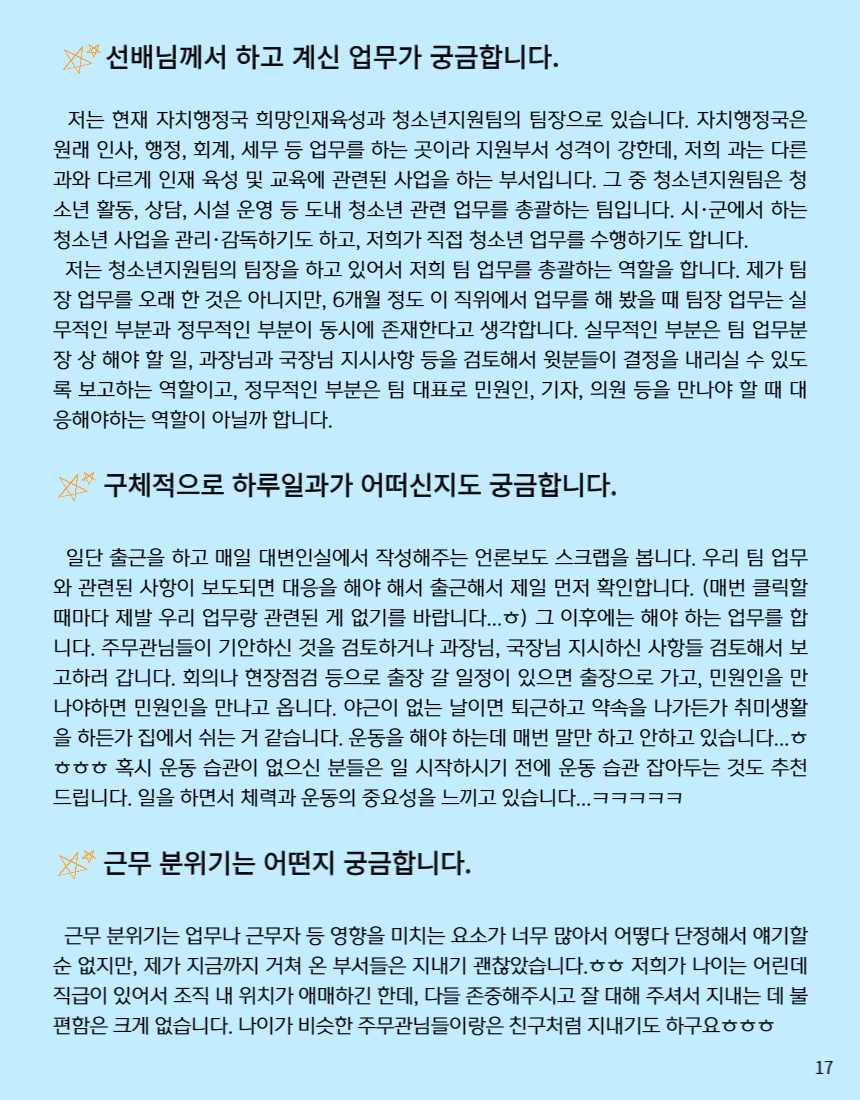 선배님께서 하고 계신 업무가 궁금합니다.
저는 현재 자치행정국 희망인재육성과 청소년지원팀의 팀장으로 있습니다. 자치행정국은
원래 인사, 행정, 회계, 세무 등 업무를 하는 곳이라 지원부서 성격이 강한데, 저희 과는 다른
과와 다르게 인재 육성 및 교육에 관련된 사업을 하는 부서입니다. 그 중 청소년지원팀은 청
소년 활동, 상담, 시설 운영 등 도내 청소년 관련 업무를 총괄하는 팀입니다. 시·군에서 하는
청소년 사업을 관리·감독하기도 하고, 저희가 직접 청소년 업무를 수행하기도 합니다.
저는 청소년지원팀의 팀장을 하고 있어서 저희 팀 업무를 총괄하는 역할을 합니다. 제가 팀
장 업무를 오래 한 것은 아니지만, 6개월 정도 이 직위에서 업무를 해 봤을 때 팀장 업무는 실
무적인 부분과 정무적인 부분이 동시에 존재한다고 생각합니다. 실무적인 부분은 팀 업무분
장 상 해야 할 일, 과장님과 국장님 지시사항 등을 검토해서 윗분들이 결정을 내리실 수 있도
록 보고하는 역할이고, 정무적인 부분은 팀 대표로 민원인, 기자, 의원 등을 만나야 할 때 대
응해야하는 역할이 아닐까 합니다.
구체적으로 하루일과가 어떠신지도 궁금합니다.
일단 출근을 하고 매일 대변인실에서 작성해주는 언론보도 스크랩을 봅니다. 우리 팀 업무
와 관련된 사항이 보도되면 대응을 해야 해서 출근해서 제일 먼저 확인합니다. (매번 클릭할
때마다 제발 우리 업무랑 관련된 게 없기를 바랍니다...ㅎ) 그 이후에는 해야 하는 업무를 합
니다. 주무관님들이 기안하신 것을 검토하거나 과장님, 국장님 지시하신 사항들 검토해서 보
고하러 갑니다. 회의나 현장점검 등으로 출장 갈 일정이 있으면 출장으로 가고, 민원인을 만
나야하면 민원인을 만나고 옵니다. 야근이 없는 날이면 퇴근하고 약속을 나가든가 취미생활
을 하든가 집에서 쉬는 거 같습니다. 운동을 해야 하는데 매번 말만 하고 안하고 있습니다...ㅎ
ㅎㅎㅎ 혹시 운동 습관이 없으신 분들은 일 시작하시기 전에 운동 습관 잡아두는 것도 추천
드립니다. 일을 하면서 체력과 운동의 중요성을 느끼고 있습니다...ㅋㅋㅋㅋㅋ
근무 분위기는 어떤지 궁금합니다.
근무 분위기는 업무나 근무자 등 영향을 미치는 요소가 너무 많아서 어떻다 단정해서 얘기할
순 없지만, 제가 지금까지 거쳐 온 부서들은 지내기 괜찮았습니다.ㅎㅎ 저희가 나이는 어린데
직급이 있어서 조직 내 위치가 애매하긴 한데, 다들 존중해주시고 잘 대해 주셔서 지내는 데 불
편함은 크게 없습니다. 나이가 비슷한 주무관님들이랑은 친구처럼 지내기도 하구요ㅎㅎㅎ
17